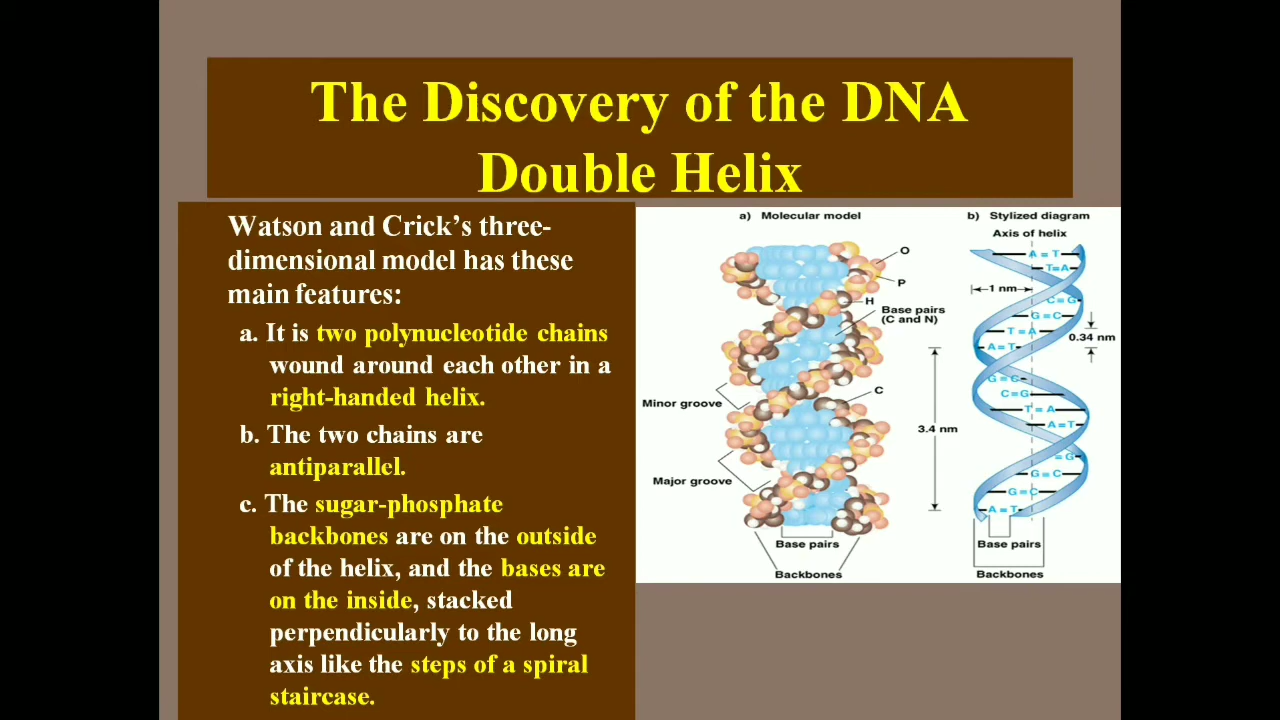 The Discovery of the DNA
Double Helix
Watson and Crick's three-
dimensional model has these
main features:
a. It is two polynucleotide chains
wound around each other in a
right-handed helix.
b. The two chains are
antiparallel.
c. The sugar-phosphate
backbones are on the outside
of the helix, and the bases are
on the inside, stacked
perpendicularly to the long
axis like the steps of a spiral
staircase.
a) Molecular model
O
P
H
Base pairs
(C and N)
C
Minor groove
Major groove
3.4 nm
Base pairs
Backbones
b) Stylized diagram
Axis of helix
A = T
T=A
1 nm
C=G
G=C
T=A
0.34 nm
A=T
G=C
C=G
T=A
A=T
=G
G=C
G=C
A=T
Base pairs
Backbones